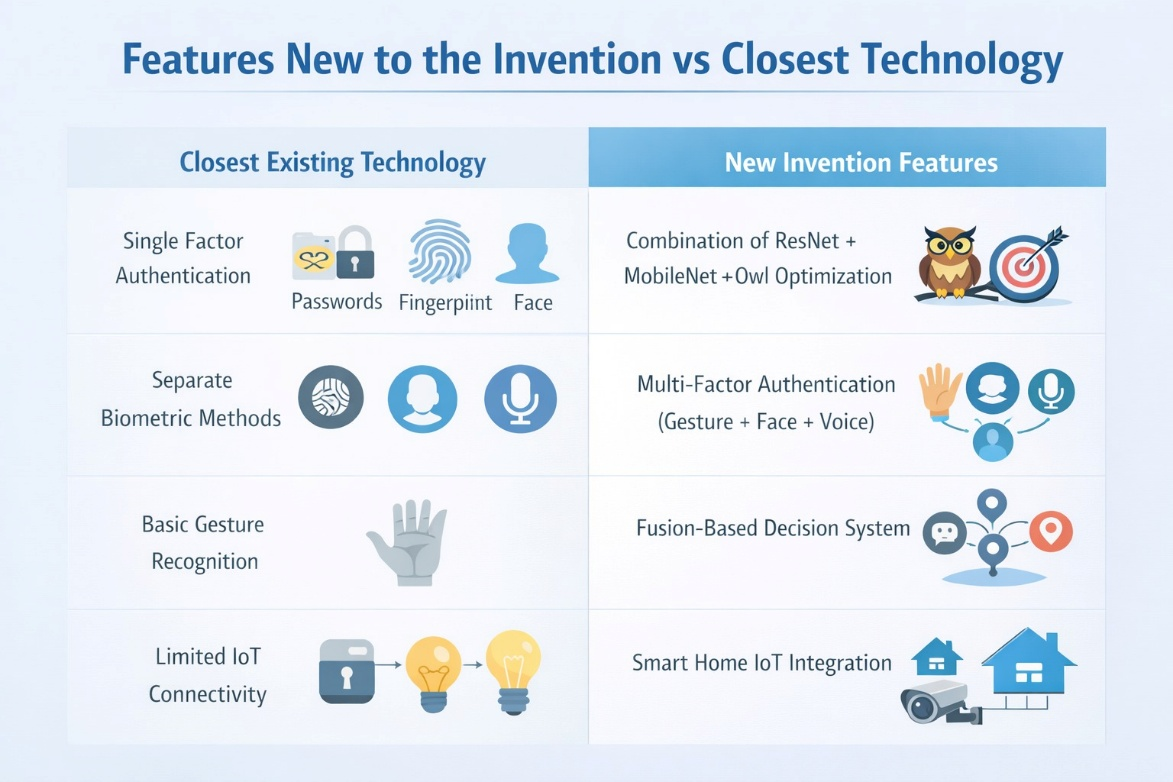 Features New to the Invention vs Closest Technology
Closest Existing Technology
New Invention Features
Single Factor
Authentication
Passwords
Fingerpiint
Face
Combination of ResNet +
MobileNet +Owl Optimization
Separate
Biometric Methods
Multi-Factor Authentication
(Gesture + Face + Voice)
Basic Gesture
Recognition
Fusion-Based Decision System
Limited IoT
Connectivity
Smart Home IoT Integration